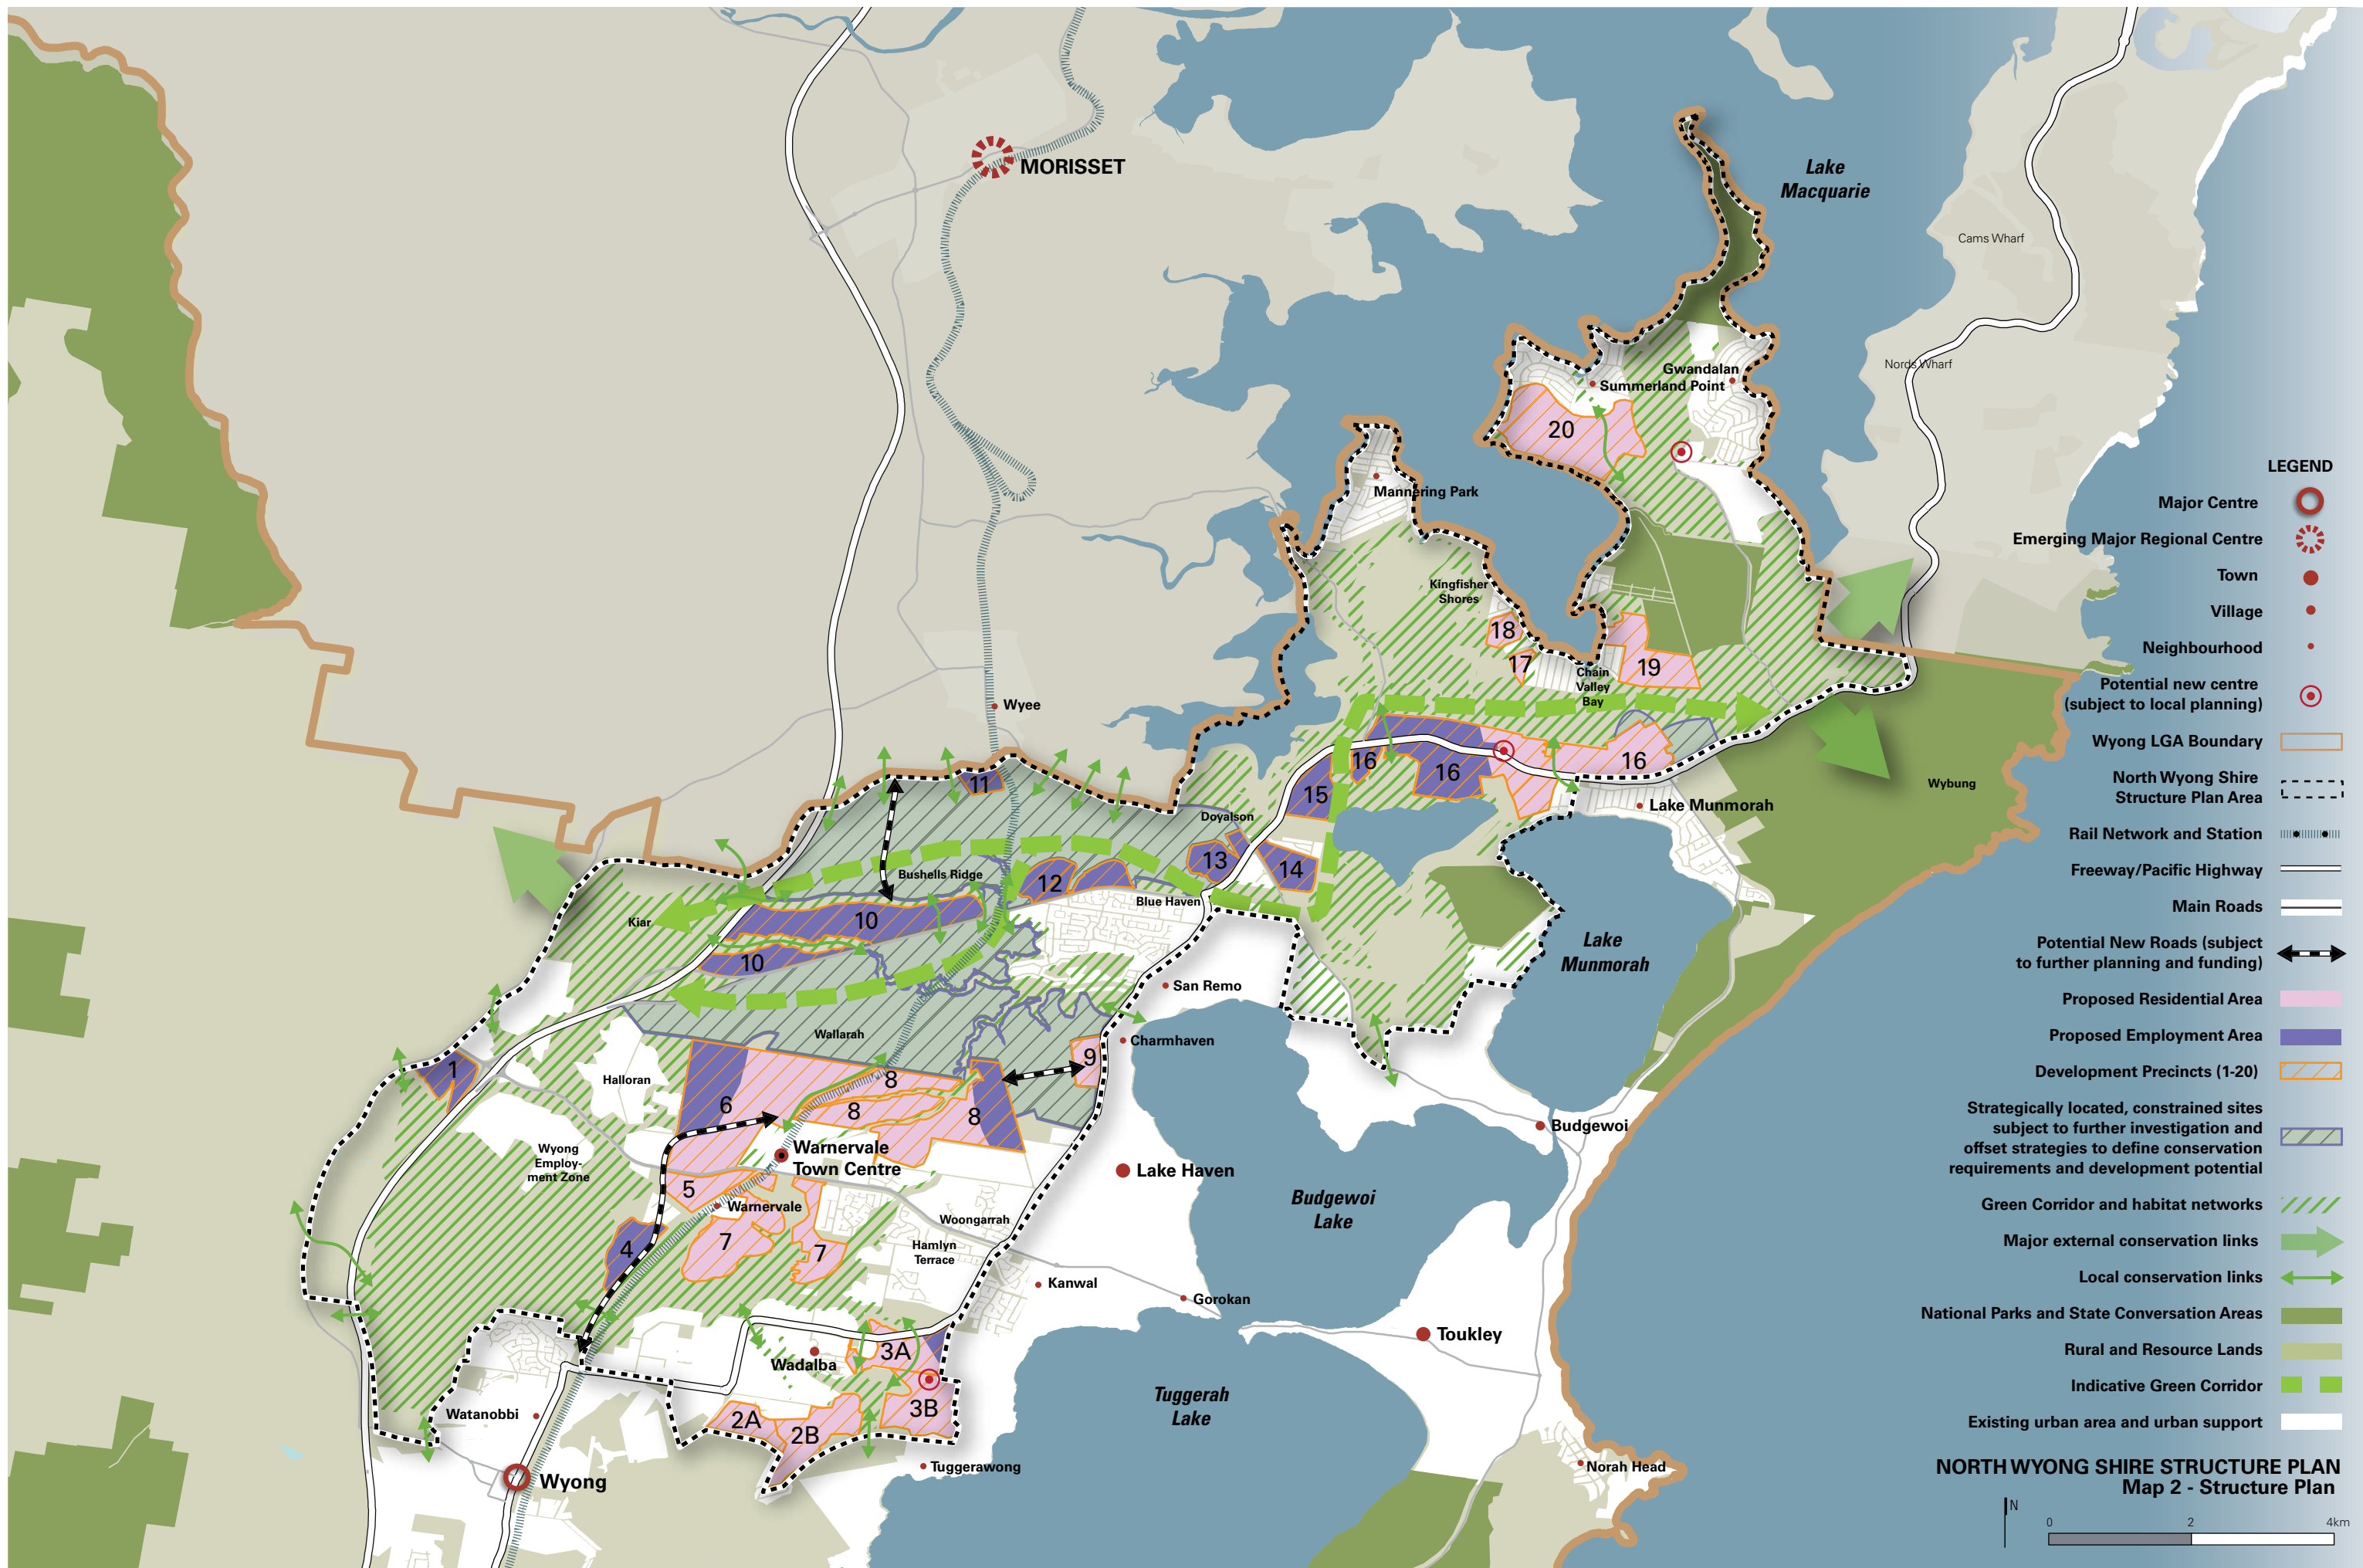 MORISSET
Lake
Macquarie
Cams Wharf
Nords Wharf
Gwandalan
Summerland Point
20
Mannering Park
Kingfisher
Shores
18
17
19
Chain
Valley
Bay
Wyee
16
16
16
15
Lake Munmorah
Wybung
11
Doyalson
13
14
12
Bushells Ridge
Blue Haven
Kiar
10
10
Lake
Munmorah
San Remo
Wallarah
Charmhaven
9
1
Halloran
8
8
8
6
Wyong
Employ-
ment Zone
Warnervale
Town Centre
Lake Haven
Budgewoi
5
Warnervale
Budgewoi
Lake
Woongarrah
Hamlyn
Terrace
4
7
7
Kanwal
Gorokan
Toukley
Wadalba
3A
3B
2A
2B
Tuggerah
Lake
Watanobbi
Wyong
Tuggerawong
Norah Head
LEGEND
Major Centre
Emerging Major Regional Centre
Town
Village
Neighbourhood
Potential new centre
(subject to local planning)
Wyong LGA Boundary
North Wyong Shire
Structure Plan Area
Rail Network and Station
Freeway/Pacific Highway
Main Roads
Potential New Roads (subject
to further planning and funding)
Proposed Residential Area
Proposed Employment Area
Development Precincts (1-20)
Strategically located, constrained sites
subject to further investigation and
offset strategies to define conservation
requirements and development potential
Green Corridor and habitat networks
Major external conservation links
Local conservation links
National Parks and State Conversation Areas
Rural and Resource Lands
Indicative Green Corridor
Existing urban area and urban support
NORTH WYONG SHIRE STRUCTURE PLAN
Map 2 - Structure Plan
N
0 2 4km